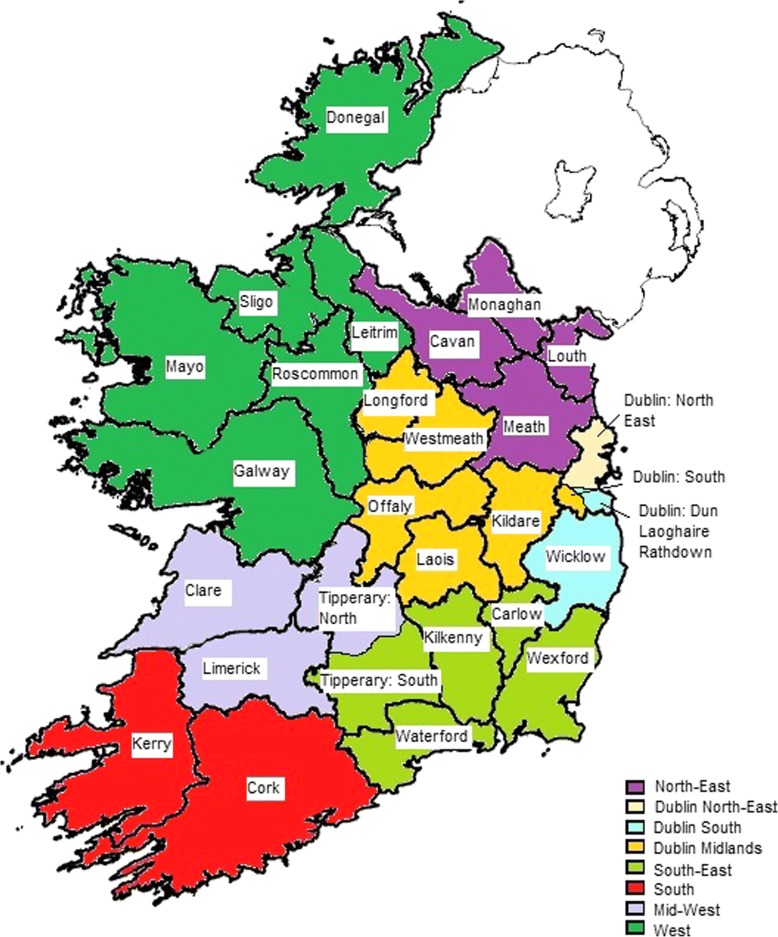 Donegal
Monaghan
Sligo
Leitrim
Cavan
Louth
Mayo
Roscommon
Longford
Dublin: North
East
Meath
Westmeath
Galway
Dublin: South
Offaly
Kildare
Dublin: Dun
Laoghaire
Rathdown
Laois
Wicklow
Clare
Tipperary:
North
Carlow
Kilkenny
Limerick
Wexford
Tipperary: South
Waterford
Kerry
Cork
North-East
Dublin North-East
Dublin South
Dublin Midlands
South-East
South
Mid-West
West